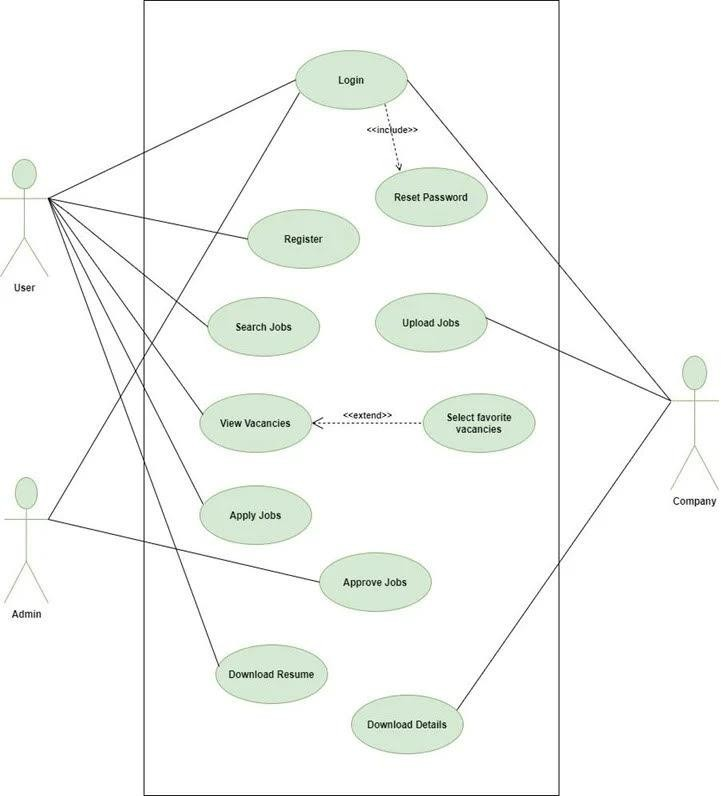 Login
<<include>>
Reset Password
Register
User
Search Jobs
Upload Jobs
View Vacancies
<<extend>>
Select favorite
vacancies
Company
Apply Jobs
Approve Jobs
Admin
Download Resume
Download Details